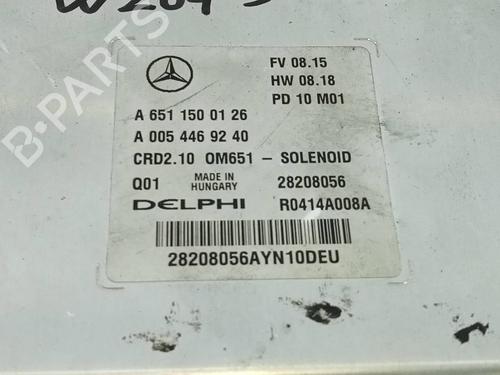 FV 08.15
HW 08.18
PD 10 M01
A 651 150 01 26
A 005 446 92 40
CRD2.10 OM651 - SOLENOID
Q01 MADE IN HUNGARY 28208056
DELPHI R0414A008A
28208056AYN10DEU
B-PARTS